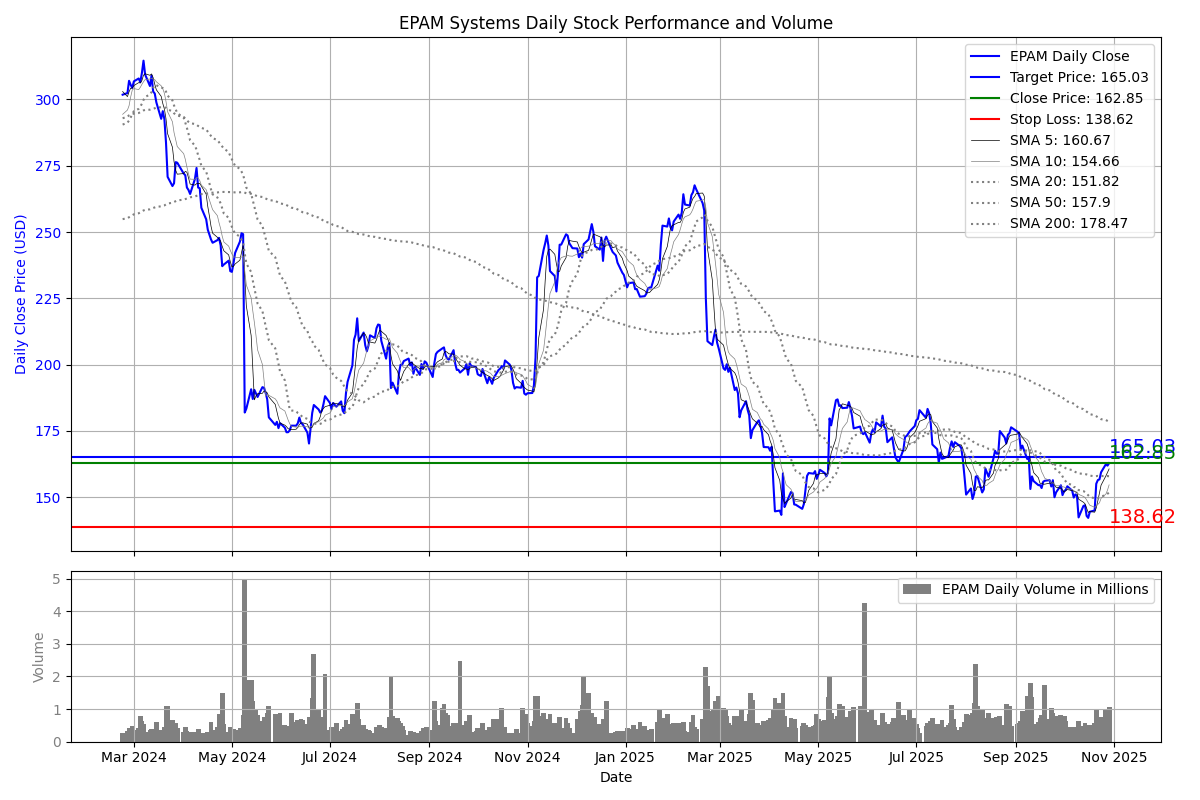 EPAM Systems Daily Stock Performance and Volume
EPAM Daily Close
Target Price: 165.03
Close Price: 162.85
Stop Loss: 138.62
SMA 5: 160.67
SMA 10: 154.66
SMA 20: 151.82
SMA 50: 157.9
SMA 200: 178.47
Daily Close Price (USD)
300
275
250
225
200
175
150
165.03
162.85
138.62
EPAM Daily Volume in Millions
Volume
5
4
3
2
1
0
Mar 2024
May 2024
Jul 2024
Sep 2024
Nov 2024
Jan 2025
Mar 2025
May 2025
Jul 2025
Sep 2025
Nov 2025
Date